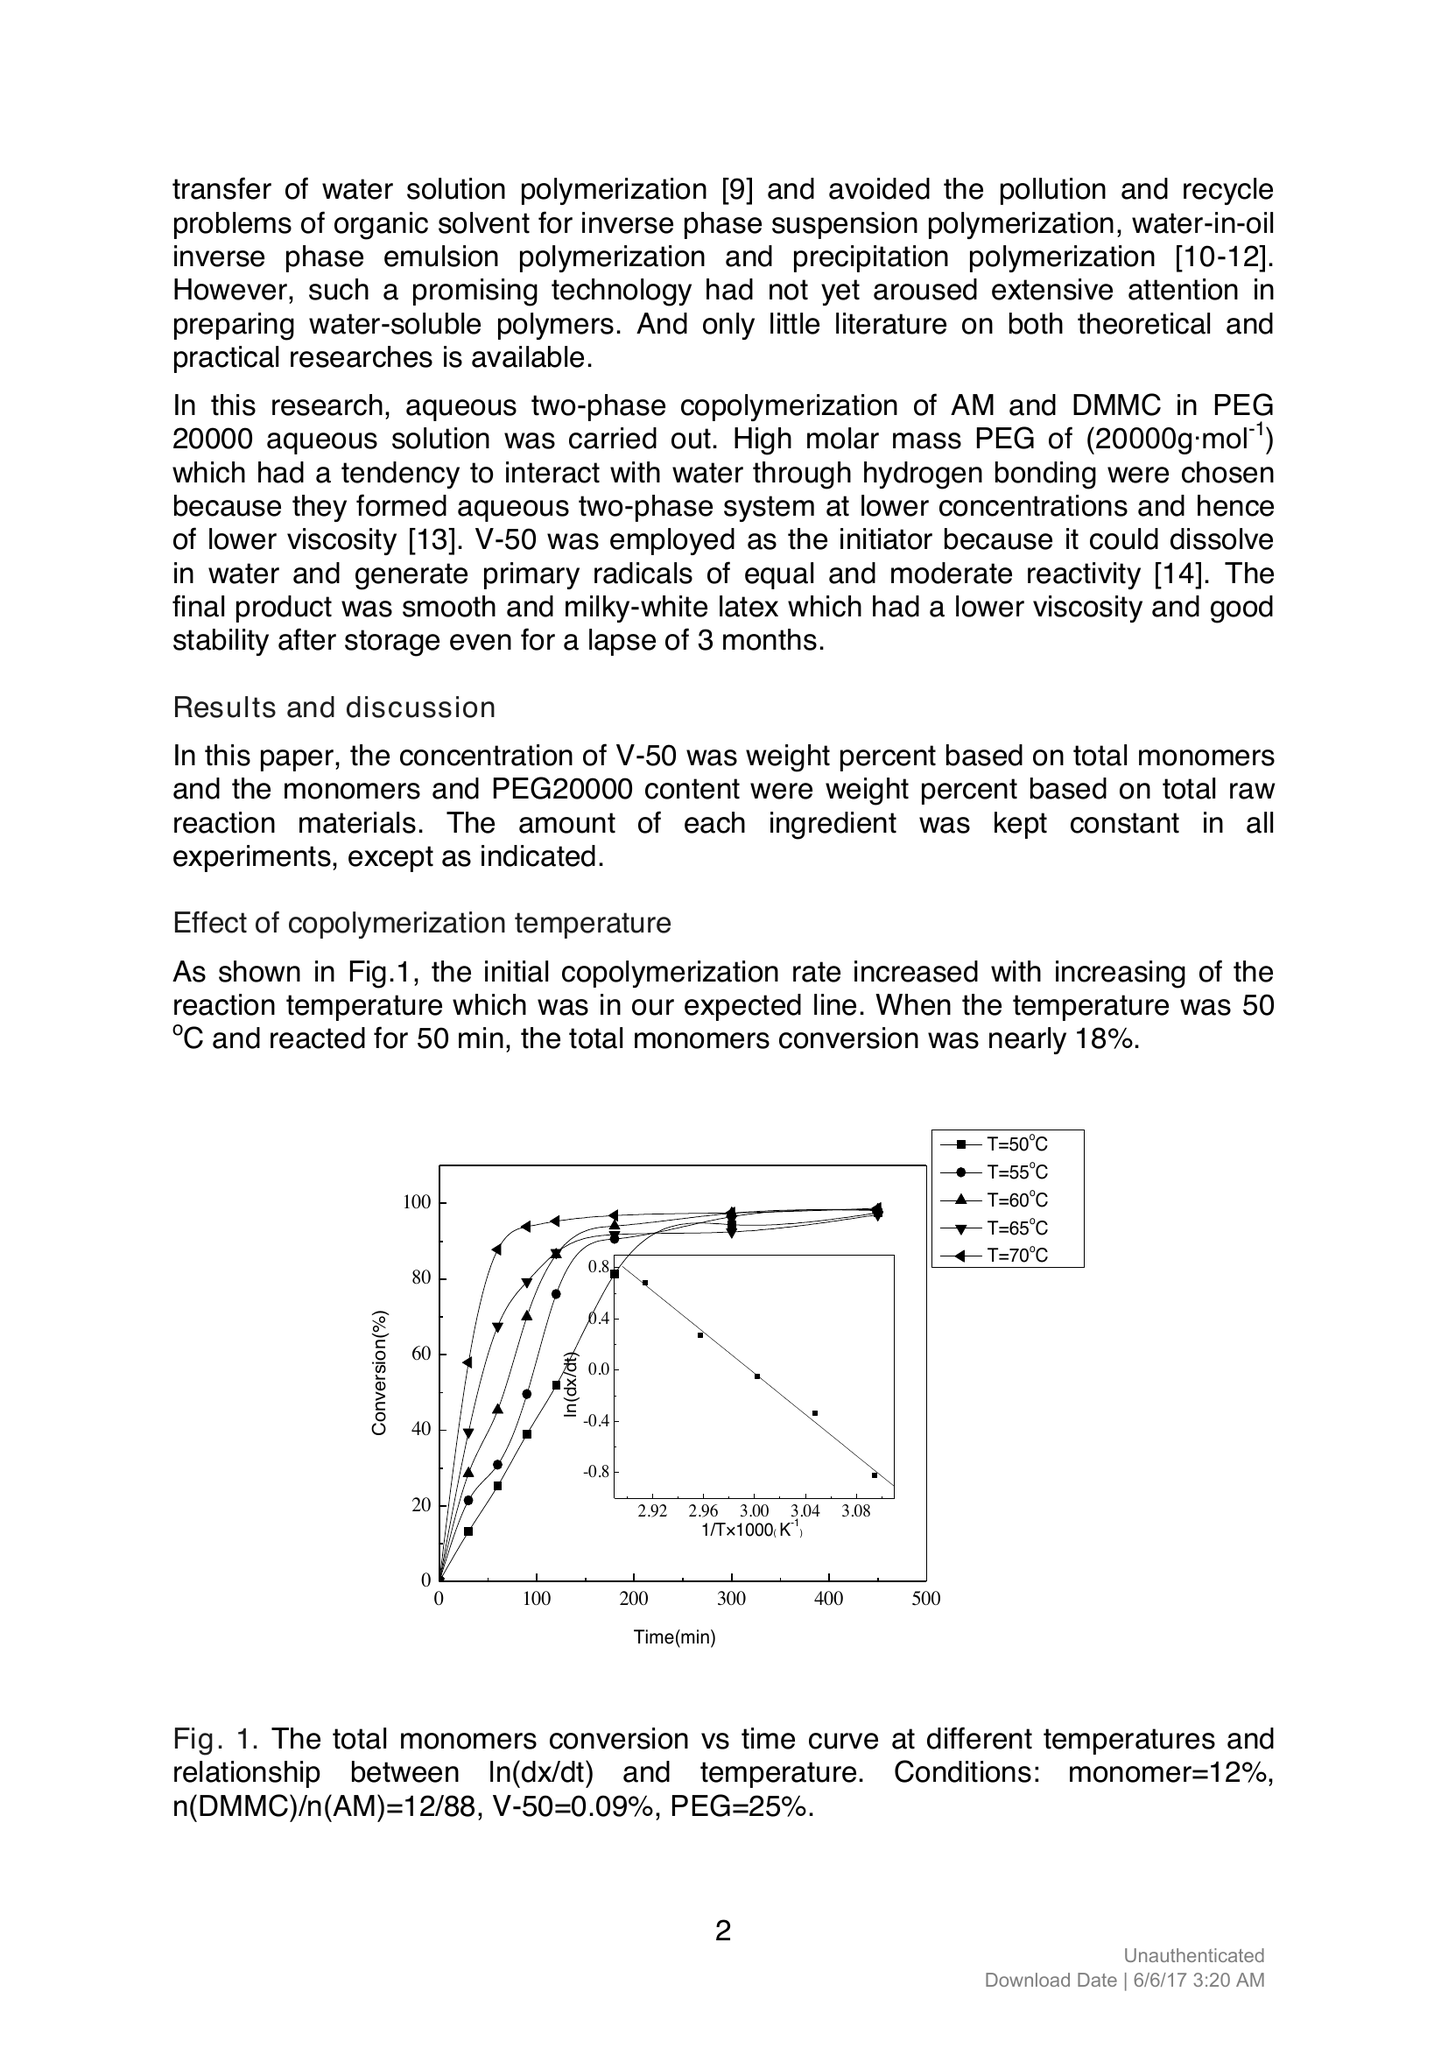 transfer of water solution polymerization [9] and avoided the pollution and recycle
problems of organic solvent for inverse phase suspension polymerization, water-in-oil
inverse phase emulsion polymerization and precipitation polymerization [10-12].
However, such a promising technology had not yet aroused extensive attention in
preparing water-soluble polymers. And only little literature on both theoretical and
practical researches is available.
In this research, aqueous two-phase copolymerization of AM and DMMC in PEG
20000 aqueous solution was carried out. High molar mass PEG of (20000g·mol⁻¹)
which had a tendency to interact with water through hydrogen bonding were chosen
because they formed aqueous two-phase system at lower concentrations and hence
of lower viscosity [13]. V-50 was employed as the initiator because it could dissolve
in water and generate primary radicals of equal and moderate reactivity [14]. The
final product was smooth and milky-white latex which had a lower viscosity and good
stability after storage even for a lapse of 3 months.
Results and discussion
In this paper, the concentration of V-50 was weight percent based on total monomers
and the monomers and PEG20000 content were weight percent based on total raw
reaction materials. The amount of each ingredient was kept constant in all
experiments, except as indicated.
Effect of copolymerization temperature
As shown in Fig.1, the initial copolymerization rate increased with increasing of the
reaction temperature which was in our expected line. When the temperature was 50
ºC and reacted for 50 min, the total monomers conversion was nearly 18%.
T=50ºC
T=55ºC
T=60ºC
T=65ºC
T=70ºC
100
80
60
40
20
0
Conversion(%)
0 100 200 300 400 500
Time(min)
0.8
0.4
0.0
-0.4
-0.8
ln(dx/dt)
2.92 2.96 3.00 3.04 3.08
1/T×1000( K⁻¹)
Fig. 1. The total monomers conversion vs time curve at different temperatures and
relationship between ln(dx/dt) and temperature. Conditions: monomer=12%,
n(DMMC)/n(AM)=12/88, V-50=0.09%, PEG=25%.
2
Unauthenticated
Download Date | 6/6/17 3:20 AM